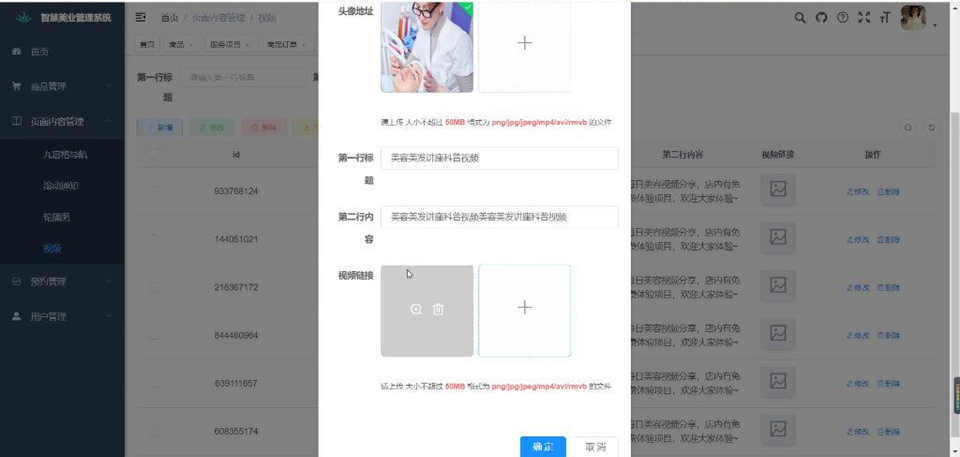 智慧美业管理系统
首页 / 页面内容管理 / 视频
首页
商品
服务项目
商品订单
首页
商品管理
页面内容管理
九宫格导航
滚动通知
轮播图
视频
预约管理
用户管理
第一行标题
请输入第一行标题
第
新增
修改
删除
id
第二行内容
视频链接
操作
933768124
144051021
216367172
844460964
639111657
608355174
每日美容视频分享、店内有免
费体验项目，欢迎大家体验~
修改 删除
日美容视频分享、店内有免
费体验项目，欢迎大家体验~
修改 删除
日美容视频分享、店内有免
体验项目，欢迎大家体验~
修改 删除
日美容视频分享、店内有免
体验项目，欢迎大家体验~
修改 删除
日美容视频分享、店内有免
费体验项目，欢迎大家体验~
修改 删除
日美容视频分享、店内有免
费体验项目，欢迎大家体验~
修改 删除
头像地址
请上传 大小不超过 50MB 格式为 png/jpg/jpeg/mp4/avi/rmvb 的文件
第一行标题
美容美发讲座科普视频
第二行内容
美容美发讲座科普视频美容美发讲座科普视频
视频链接
请上传 大小不超过 50MB 格式为 png/jpg/jpeg/mp4/avi/rmvb 的文件
确 定
取 消